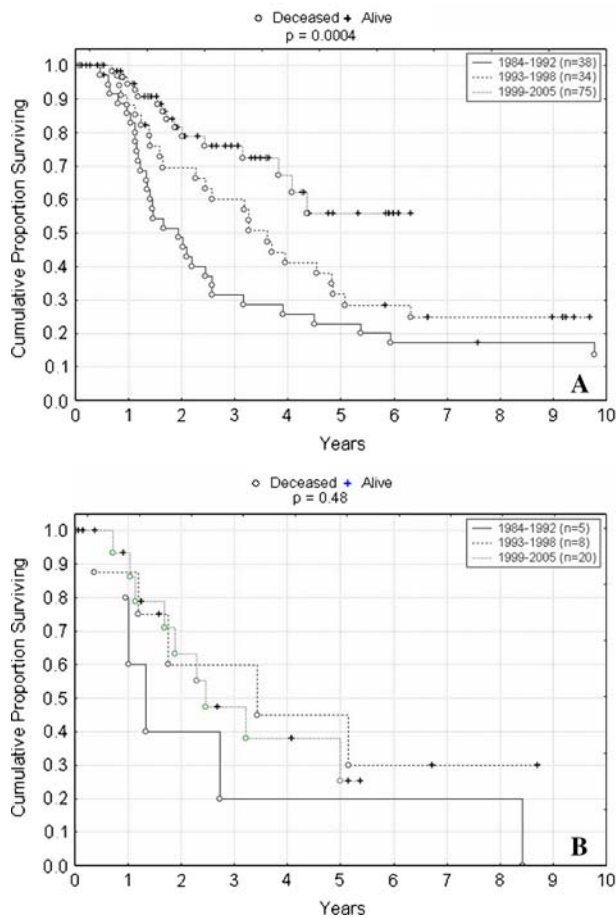 Deceased Alive
p = 0.0004
1984-1992 (n=38)
1993-1998 (n=34)
1999-2005 (n=75)
Cumulative Proportion Surviving
1.0
0.9
0.8
0.7
0.6
0.5
0.4
0.3
0.2
0.1
0.0
A
0 1 2 3 4 5 6 7 8 9 10
Years
Deceased Alive
p = 0.48
1984-1992 (n=5)
1993-1998 (n=8)
1999-2005 (n=20)
Cumulative Proportion Surviving
1.0
0.9
0.8
0.7
0.6
0.5
0.4
0.3
0.2
0.1
0.0
B
0 1 2 3 4 5 6 7 8 9 10
Years